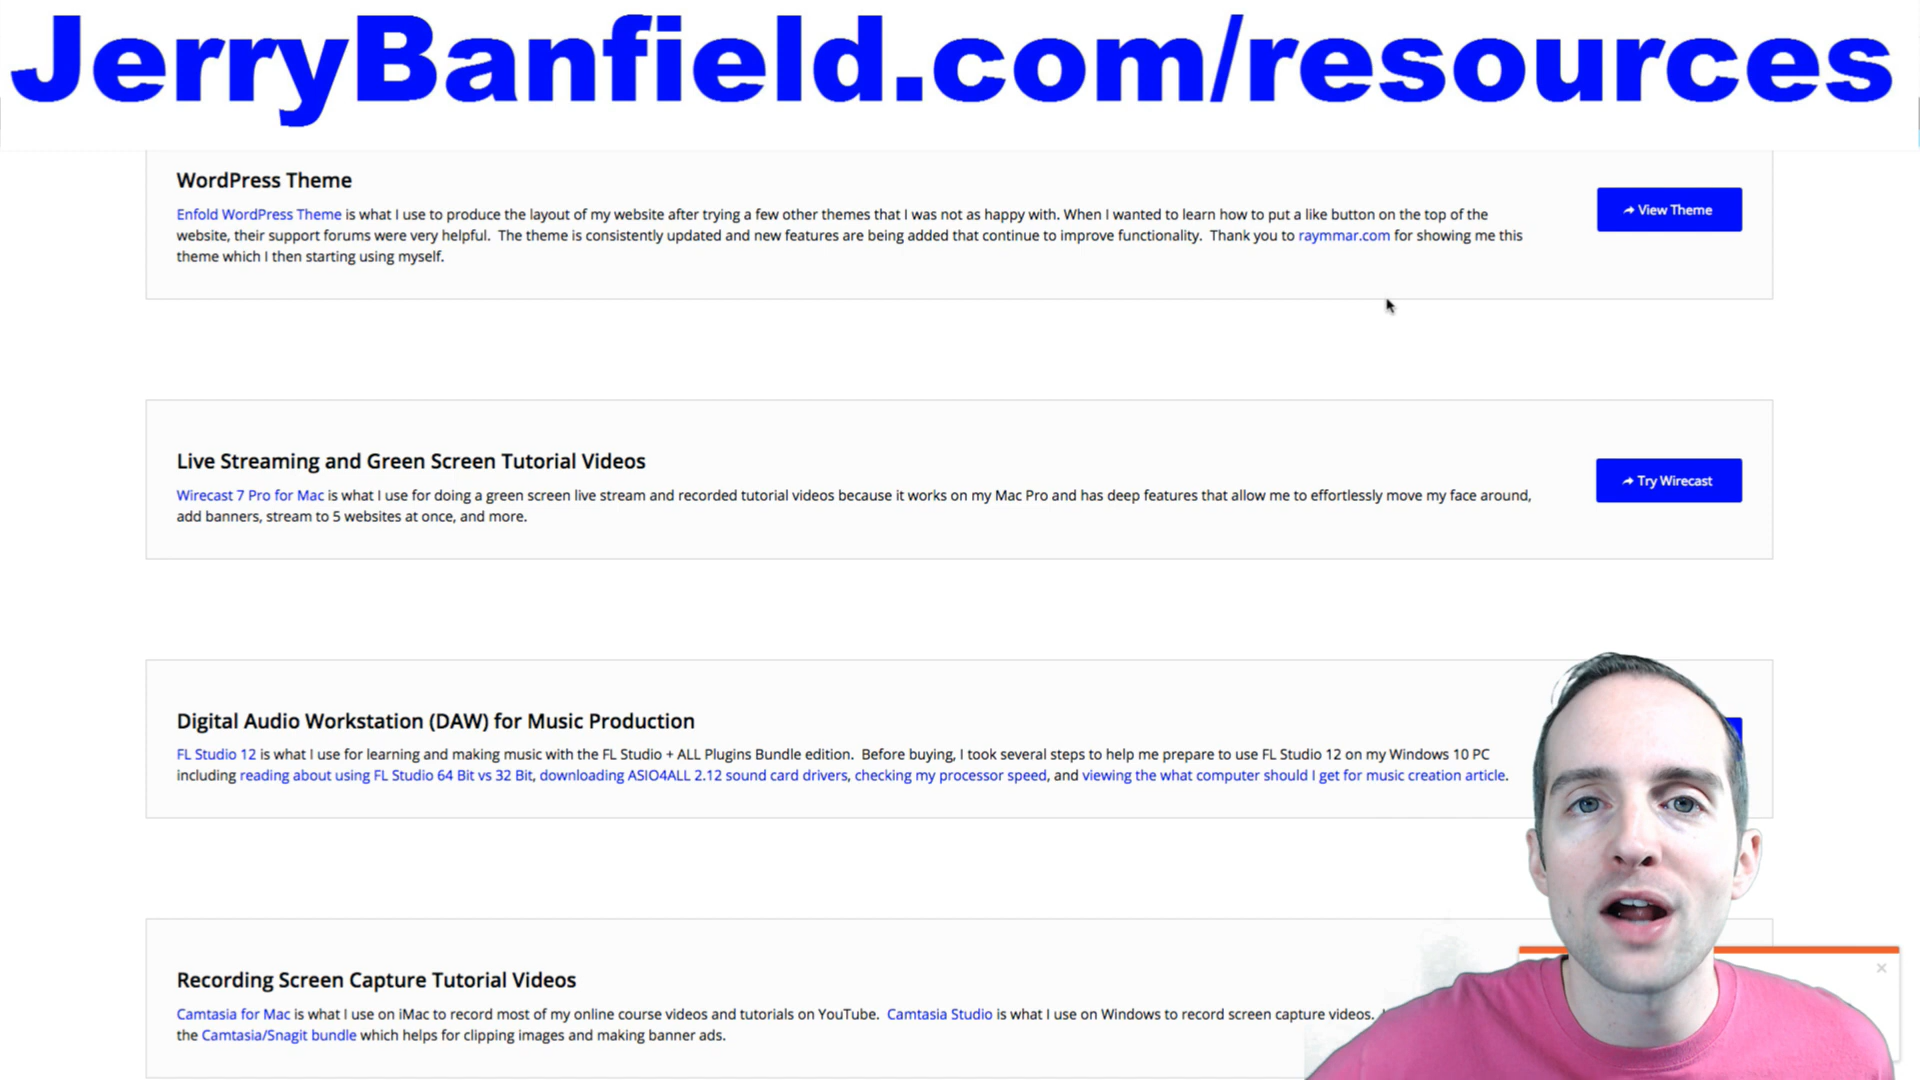 JerryBanfield.com/resources
WordPress Theme
Enfold WordPress Theme is what I use to produce the layout of my website after trying a few other themes that I was not as happy with. When I wanted to learn how to put a like button on the top of the
website, their support forums were very helpful.  The theme is consistently updated and new features are being added that continue to improve functionality.  Thank you to raymmar.com for showing me this
theme which I then starting using myself.
View Theme
Live Streaming and Green Screen Tutorial Videos
Wirecast 7 Pro for Mac is what I use for doing a green screen live stream and recorded tutorial videos because it works on my Mac Pro and has deep features that allow me to effortlessly move my face around,
add banners, stream to 5 websites at once, and more.
Try Wirecast
Digital Audio Workstation (DAW) for Music Production
FL Studio 12 is what I use for learning and making music with the FL Studio + ALL Plugins Bundle edition.  Before buying, I took several steps to help me prepare to use FL Studio 12 on my Windows 10 PC
including reading about using FL Studio 64 Bit vs 32 Bit, downloading ASIO4ALL 2.12 sound card drivers, checking my processor speed, and viewing the what computer should I get for music creation article.
Recording Screen Capture Tutorial Videos
Camtasia for Mac is what I use on iMac to record most of my online course videos and tutorials on YouTube.  Camtasia Studio is what I use on Windows to record screen capture videos.
the Camtasia/Snagit bundle which helps for clipping images and making banner ads.